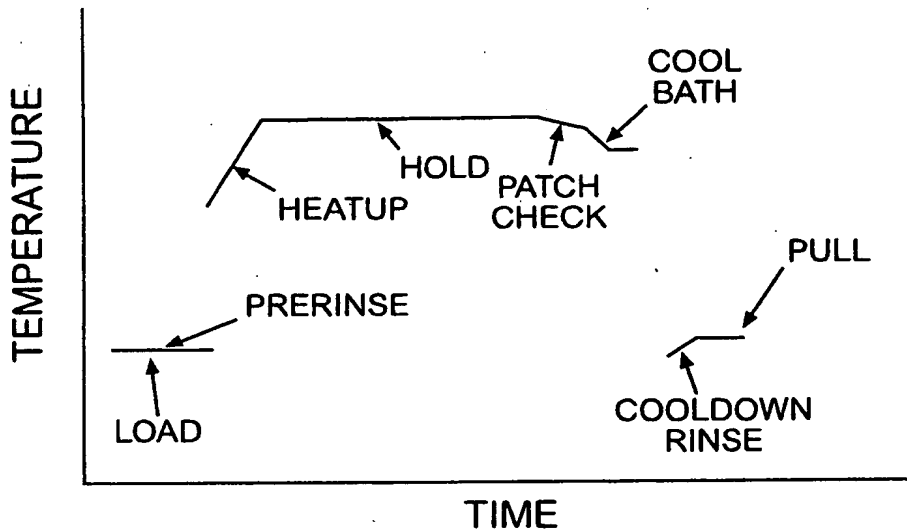 TEMPERATURE
COOL
BATH
HOLD
HEATUP
PATCH
CHECK
PULL
PRERINSE
LOAD
COOLDOWN
RINSE
TIME